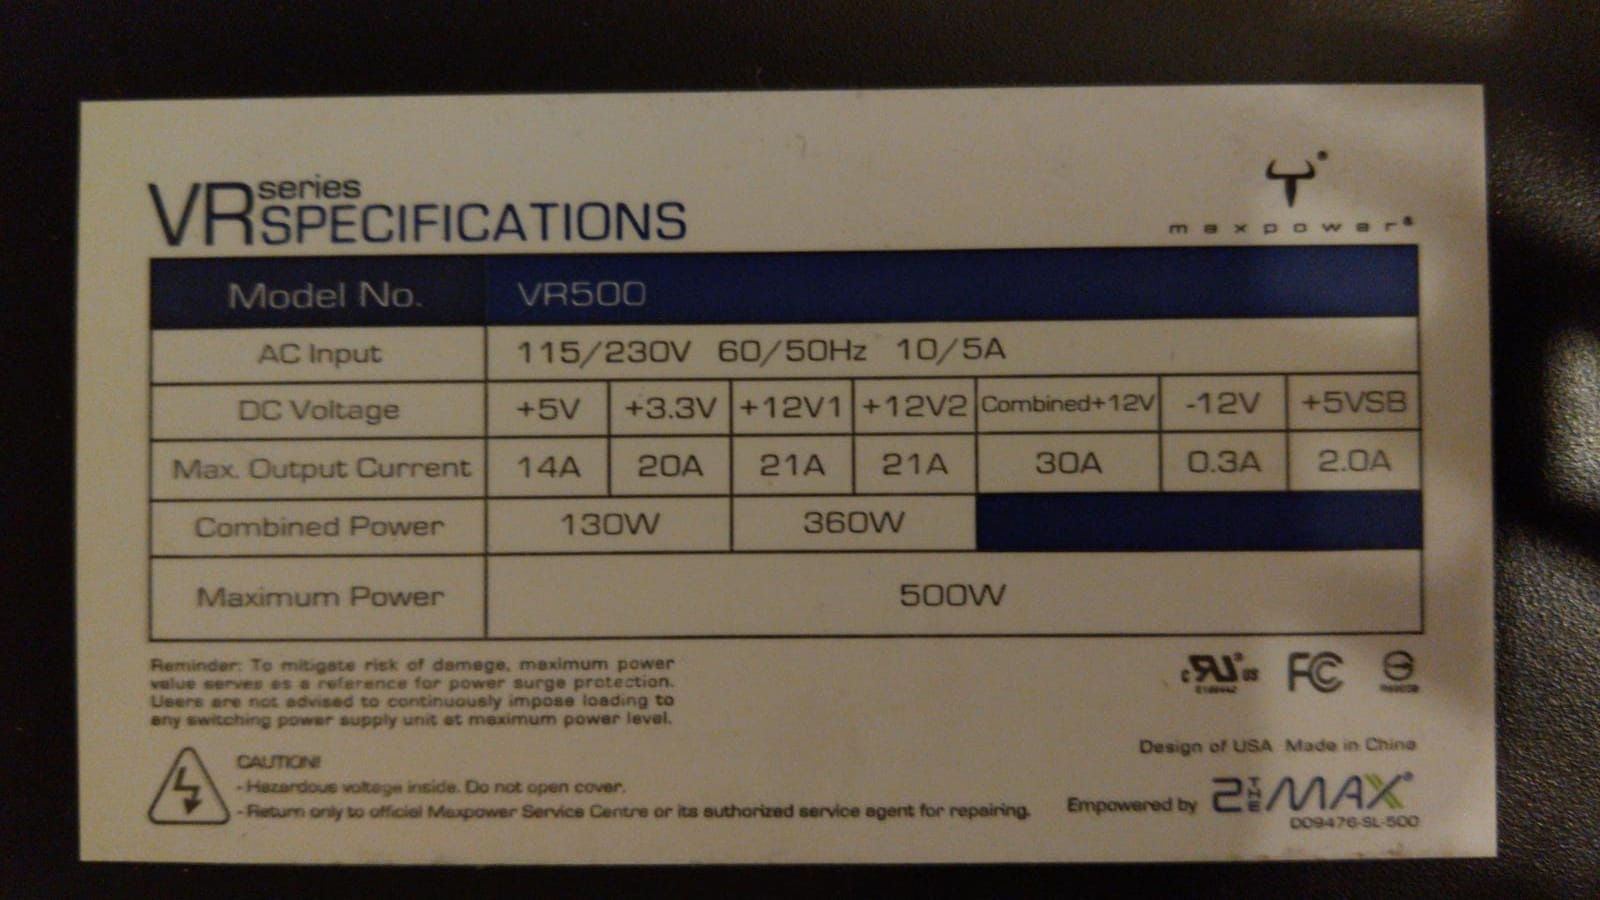 VR series SPECIFICATIONS
maxpower®
Model No. VR500
AC Input 115/230V 60/50Hz 10/5A
DC Voltage +5V +3.3V +12V1 +12V2 Combined+12V -12V +5VSB
Max. Output Current 14A 20A 21A 21A 30A 0.3A 2.0A
Combined Power 130W 360W
Maximum Power 500W
Reminder: To mitigate risk of damage, maximum power
value serves as a reference for power surge protection.
Users are not advised to continuously impose loading to
any switching power supply unit at maximum power level.
c RU® us FC
CAUTION!
- Hazardous voltage inside. Do not open cover.
- Return only to official Maxpower Service Centre or its authorized service agent for repairing.
Design of USA Made in China
Empowered by 2 THE MAX®
D09476-SL-500